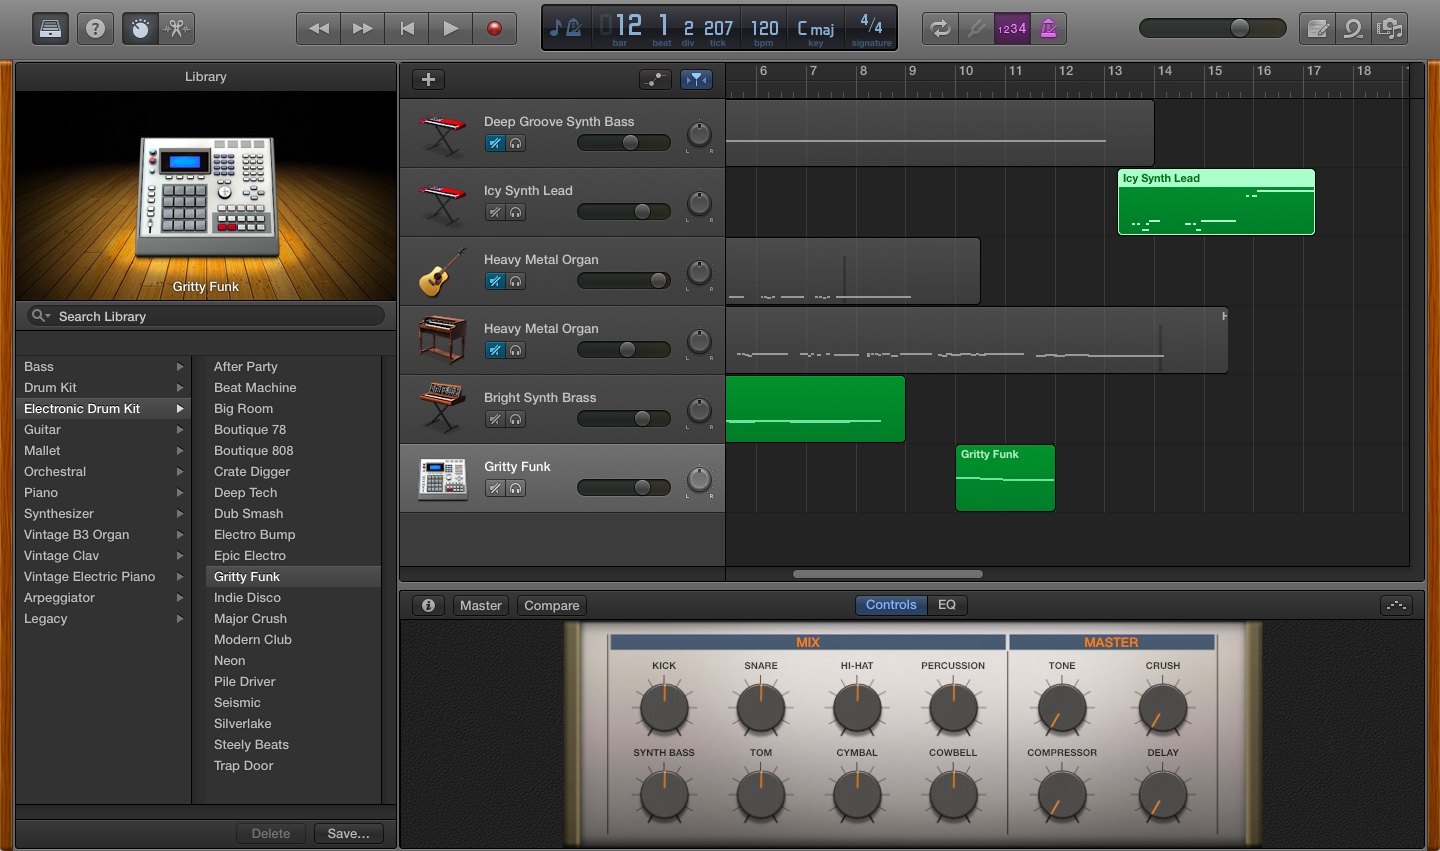 ?
12 1 2 207 120 C maj 4/4
bar beat div tick bpm key signature
1234
Library
Gritty Funk
Search Library
Bass
Drum Kit
Electronic Drum Kit
Guitar
Mallet
Orchestral
Piano
Synthesizer
Vintage B3 Organ
Vintage Clav
Vintage Electric Piano
Arpeggiator
Legacy
After Party
Beat Machine
Big Room
Boutique 78
Boutique 808
Crate Digger
Deep Tech
Dub Smash
Electro Bump
Epic Electro
Gritty Funk
Indie Disco
Major Crush
Modern Club
Neon
Pile Driver
Seismic
Silverlake
Steely Beats
Trap Door
Delete Save...
6 7 8 9 10 11 12 13 14 15 16 17 18
Deep Groove Synth Bass
L R
Icy Synth Lead
L R
Icy Synth Lead
Heavy Metal Organ
L R
Heavy Metal Organ
L R
H
Bright Synth Brass
L R
Gritty Funk
L R
Gritty Funk
Master Compare Controls EQ
MIX MASTER
KICK SNARE HI-HAT PERCUSSION TONE CRUSH
SYNTH BASS TOM CYMBAL COWBELL COMPRESSOR DELAY